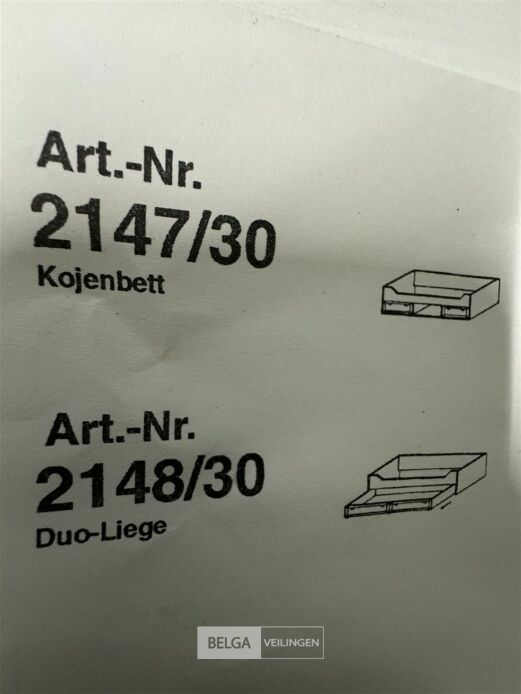 Art.-Nr.
2147/30
Kojenbett
Art.-Nr.
2148/30
Duo-Liege
BELGA VEILINGEN